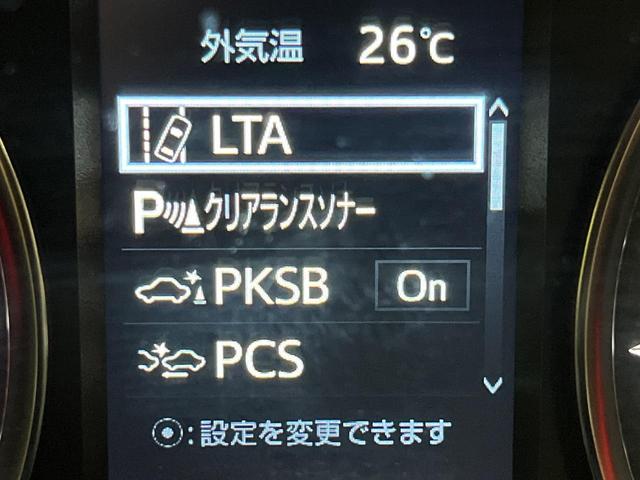 外気温 26℃
LTA
Pクリアランスソナー
PKSB On
PCS
:設定を変更できます